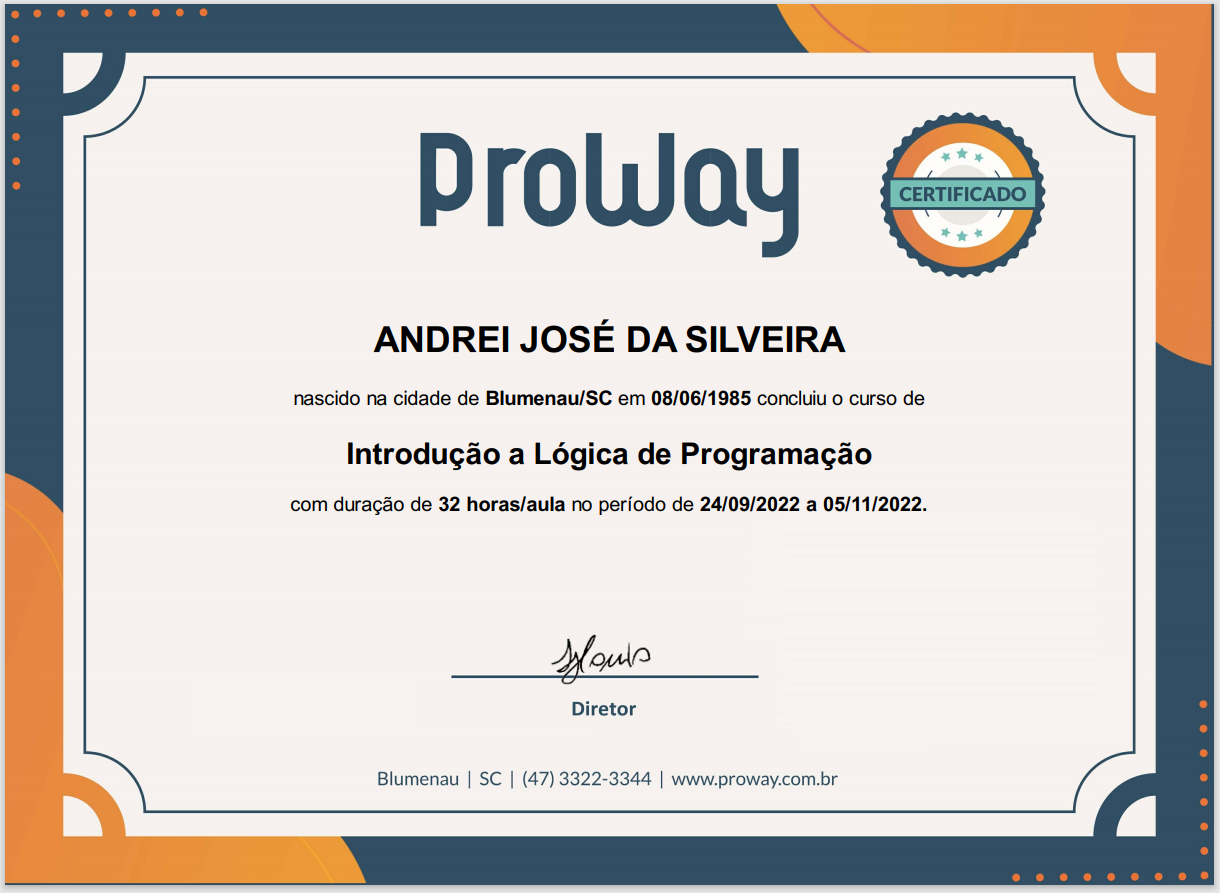 ProWay
CERTIFICADO
ANDREI JOSÉ DA SILVEIRA
nascido na cidade de Blumenau/SC em 08/06/1985 concluiu o curso de
Introdução a Lógica de Programação
com duração de 32 horas/aula no período de 24/09/2022 a 05/11/2022.
Diretor
Blumenau | SC | (47) 3322-3344 | www.proway.com.br